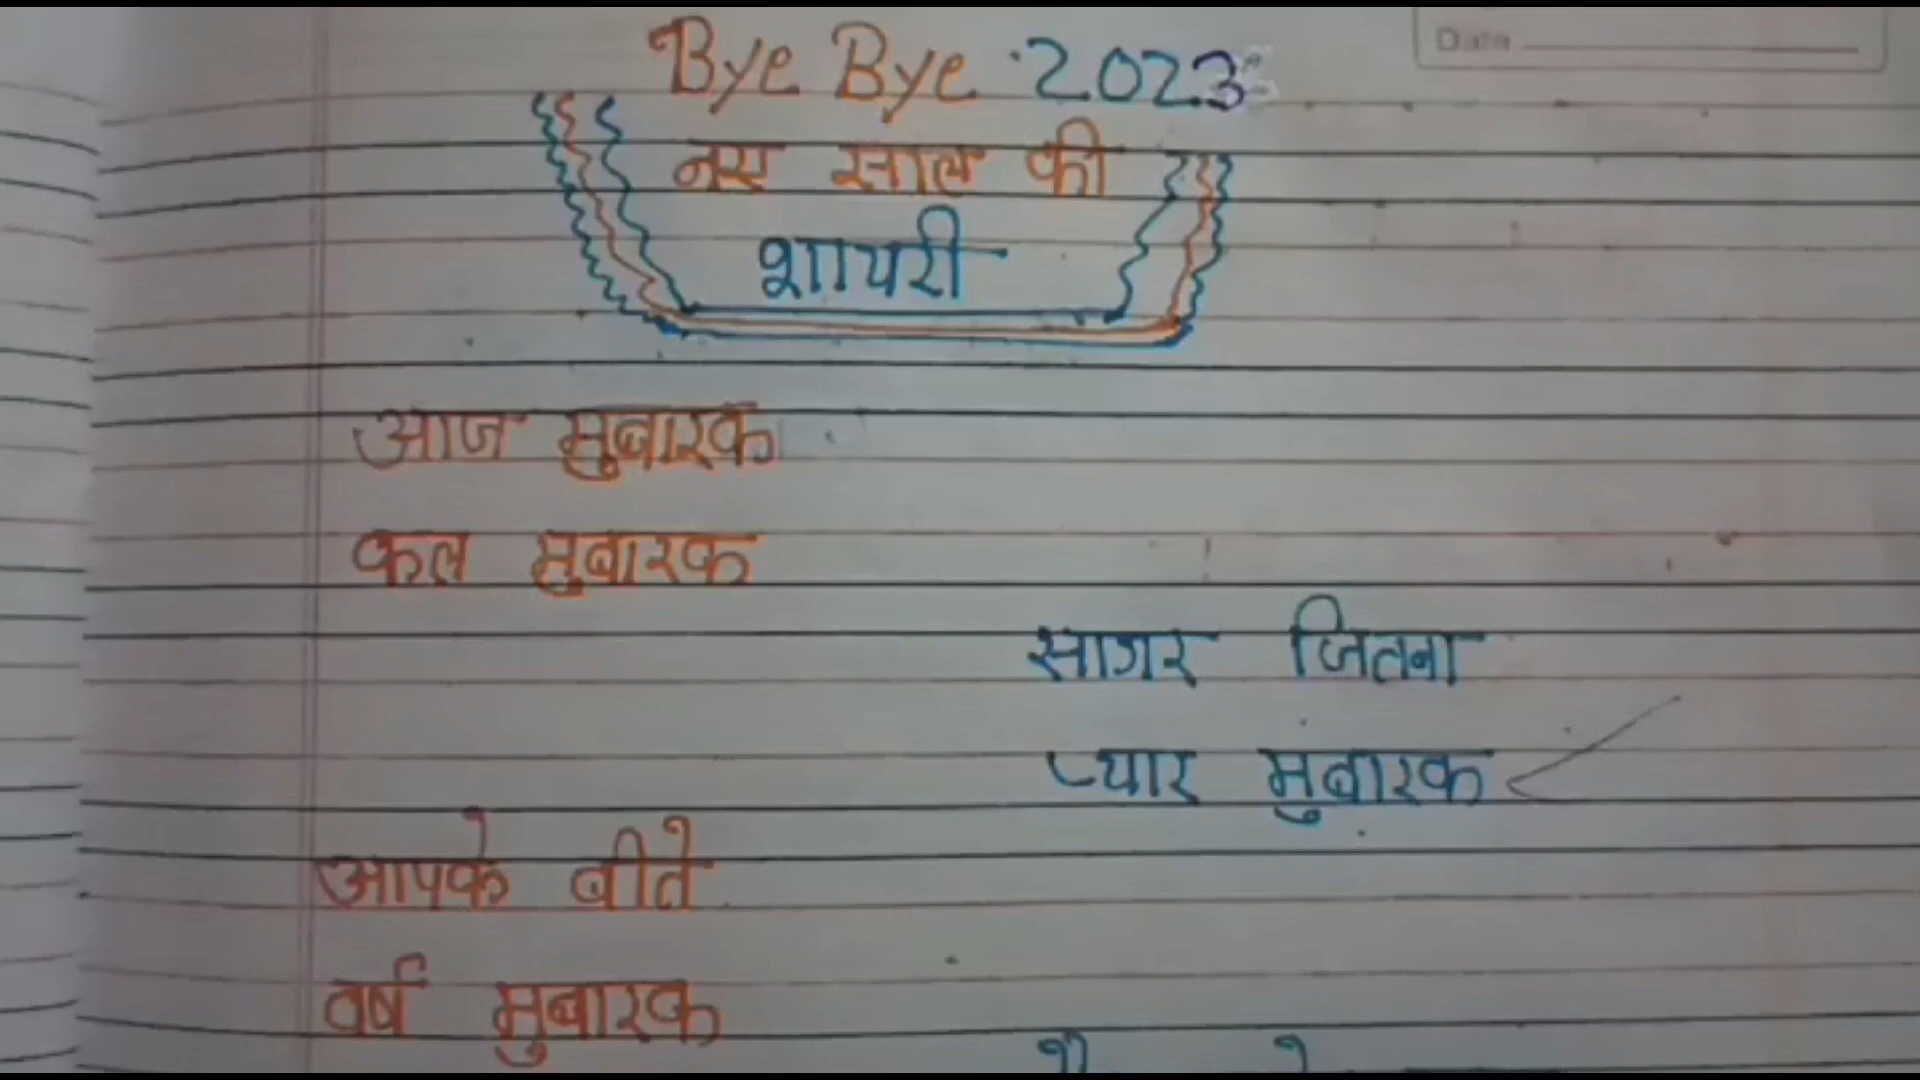 Date
Bye Bye 2023
नए साल की
शायरी
आज मुबारक
कल मुबारक
सागर जितना
प्यार मुबारक
आपके बीते
वर्ष मुबारक